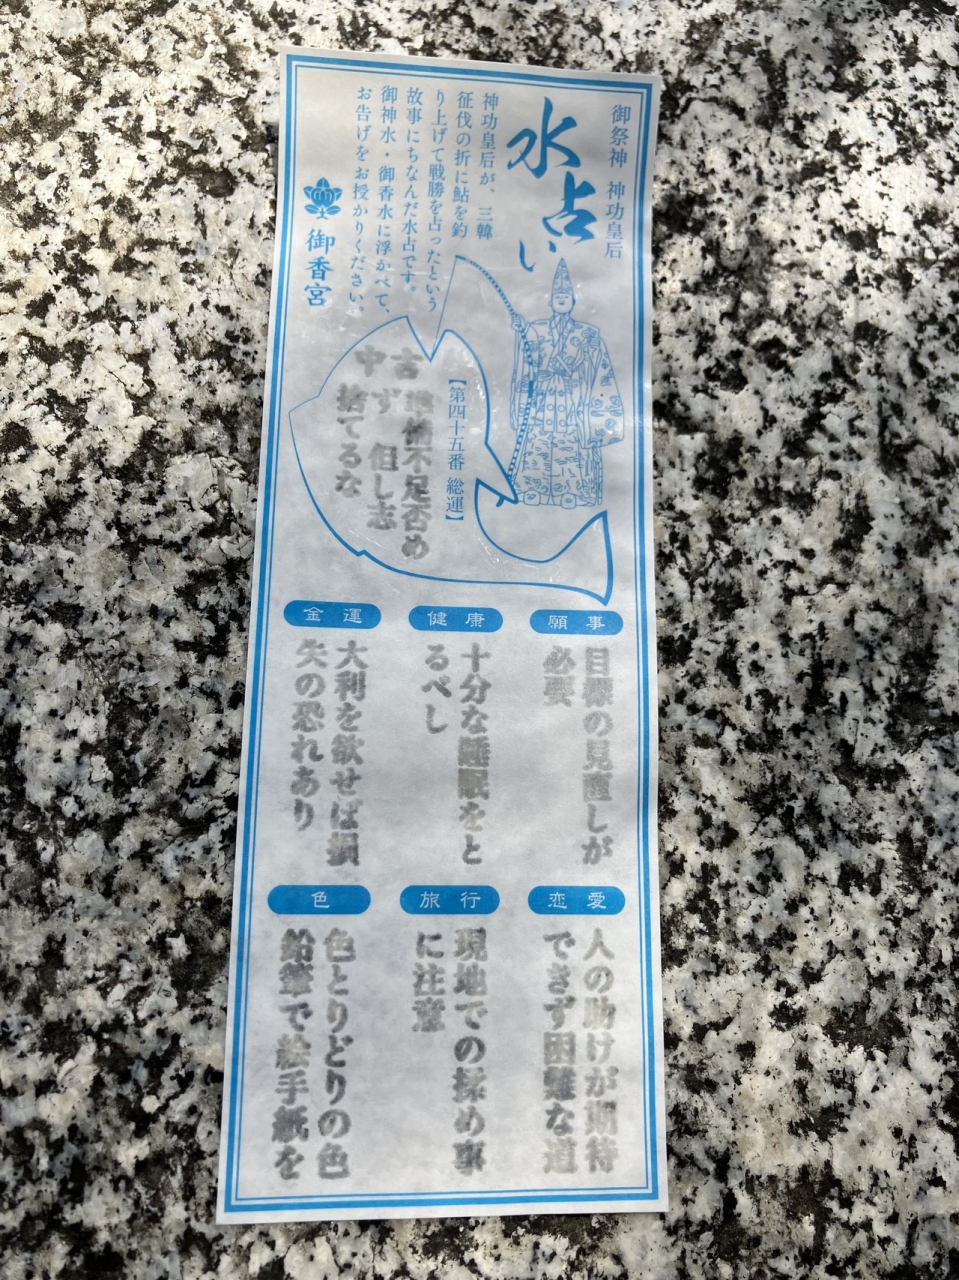 御祭神 神功皇后
水占い
神功皇后が、三韓
征伐の折に鮎を釣
り上げて戦勝を占ったという
故事にちなんだ水占です。
御神水・御香水に浮かべて、
お告げをお授かりください。
御香宮
【第四十五番 総運】
吉中
準備不足否め
ず 但し志
捨てるな
願事
目標の見直しが
必要
健康
十分な睡眠をと
るべし
金運
大利を欲せば損
失の恐れあり
恋愛
人の助けが期待
できず困難な道
旅行
現地での揉め事
に注意
色
色とりどりの色
鉛筆で絵手紙を